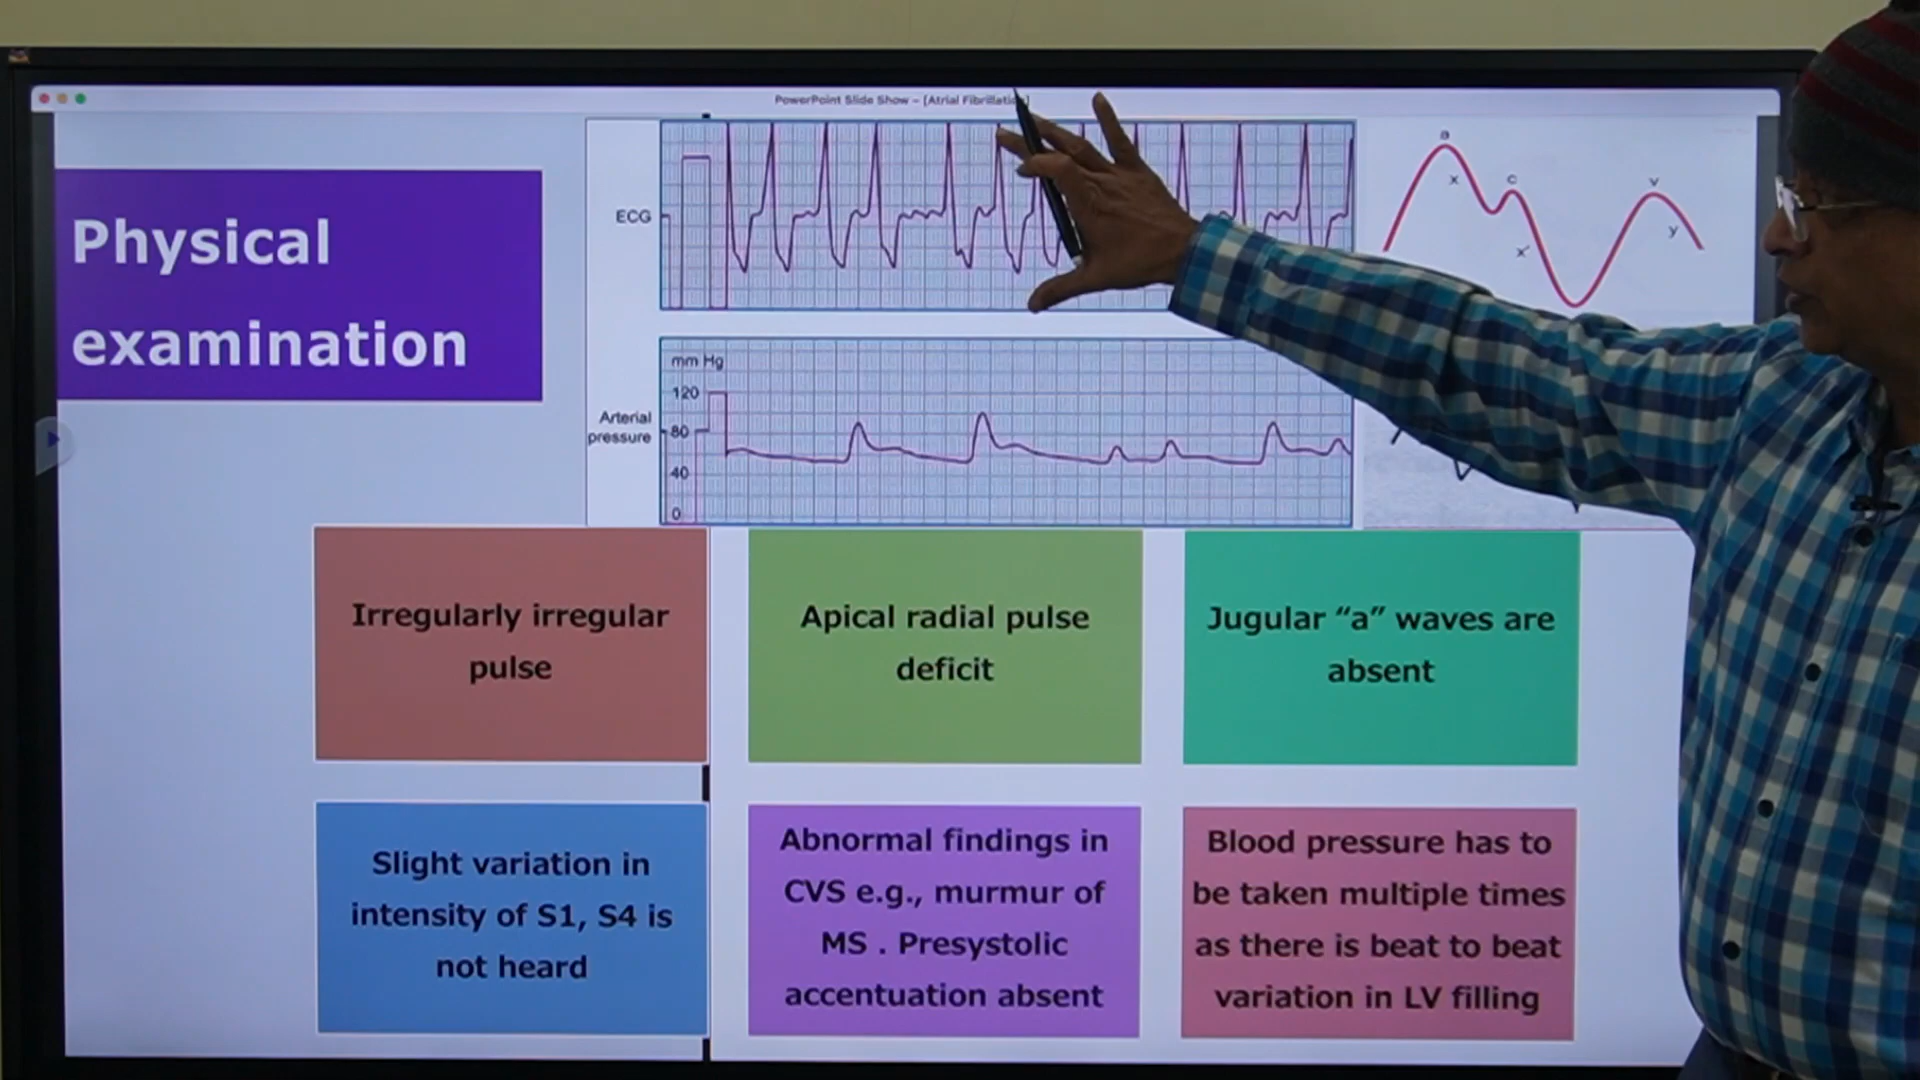 PowerPoint Slide Show – [Atrial Fibrillation]
Physical
examination
ECG
mm Hg
120
Arterial
pressure
80
40
0
a
x
c
x'
v
y
Irregularly irregular
pulse
Apical radial pulse
deficit
Jugular “a” waves are
absent
Slight variation in
intensity of S1, S4 is
not heard
Abnormal findings in
CVS e.g., murmur of
MS . Presystolic
accentuation absent
Blood pressure has to
be taken multiple times
as there is beat to beat
variation in LV filling